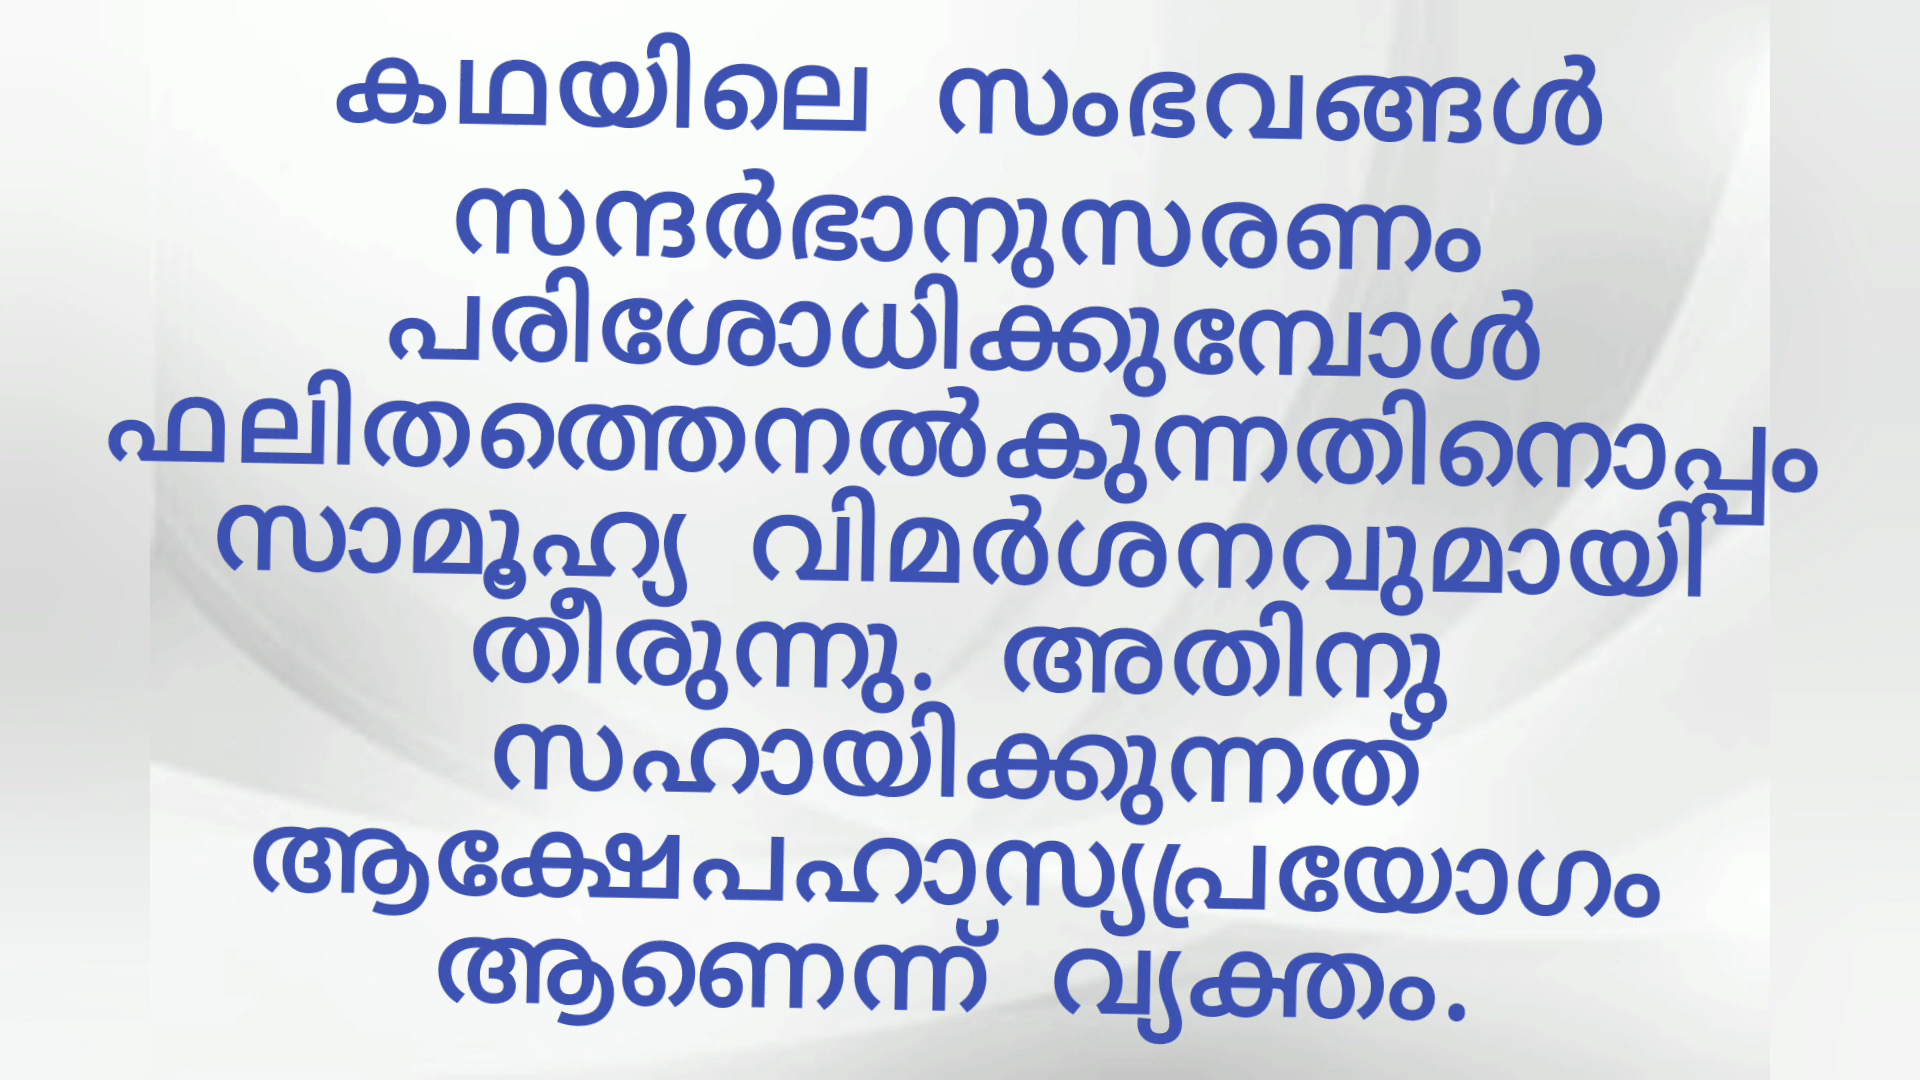 കഥയിലെ സംഭവങ്ങൾ
സന്ദർഭാനുസരണം
പരിശോധിക്കുമ്പോൾ
ഫലിതത്തെനൽകുന്നതിനൊപ്പം
സാമൂഹ്യ വിമർശനവുമായി
തീരുന്നു. അതിനു
സഹായിക്കുന്നത്
ആക്ഷേപഹാസ്യപ്രയോഗം
ആണെന്ന് വ്യക്തം.